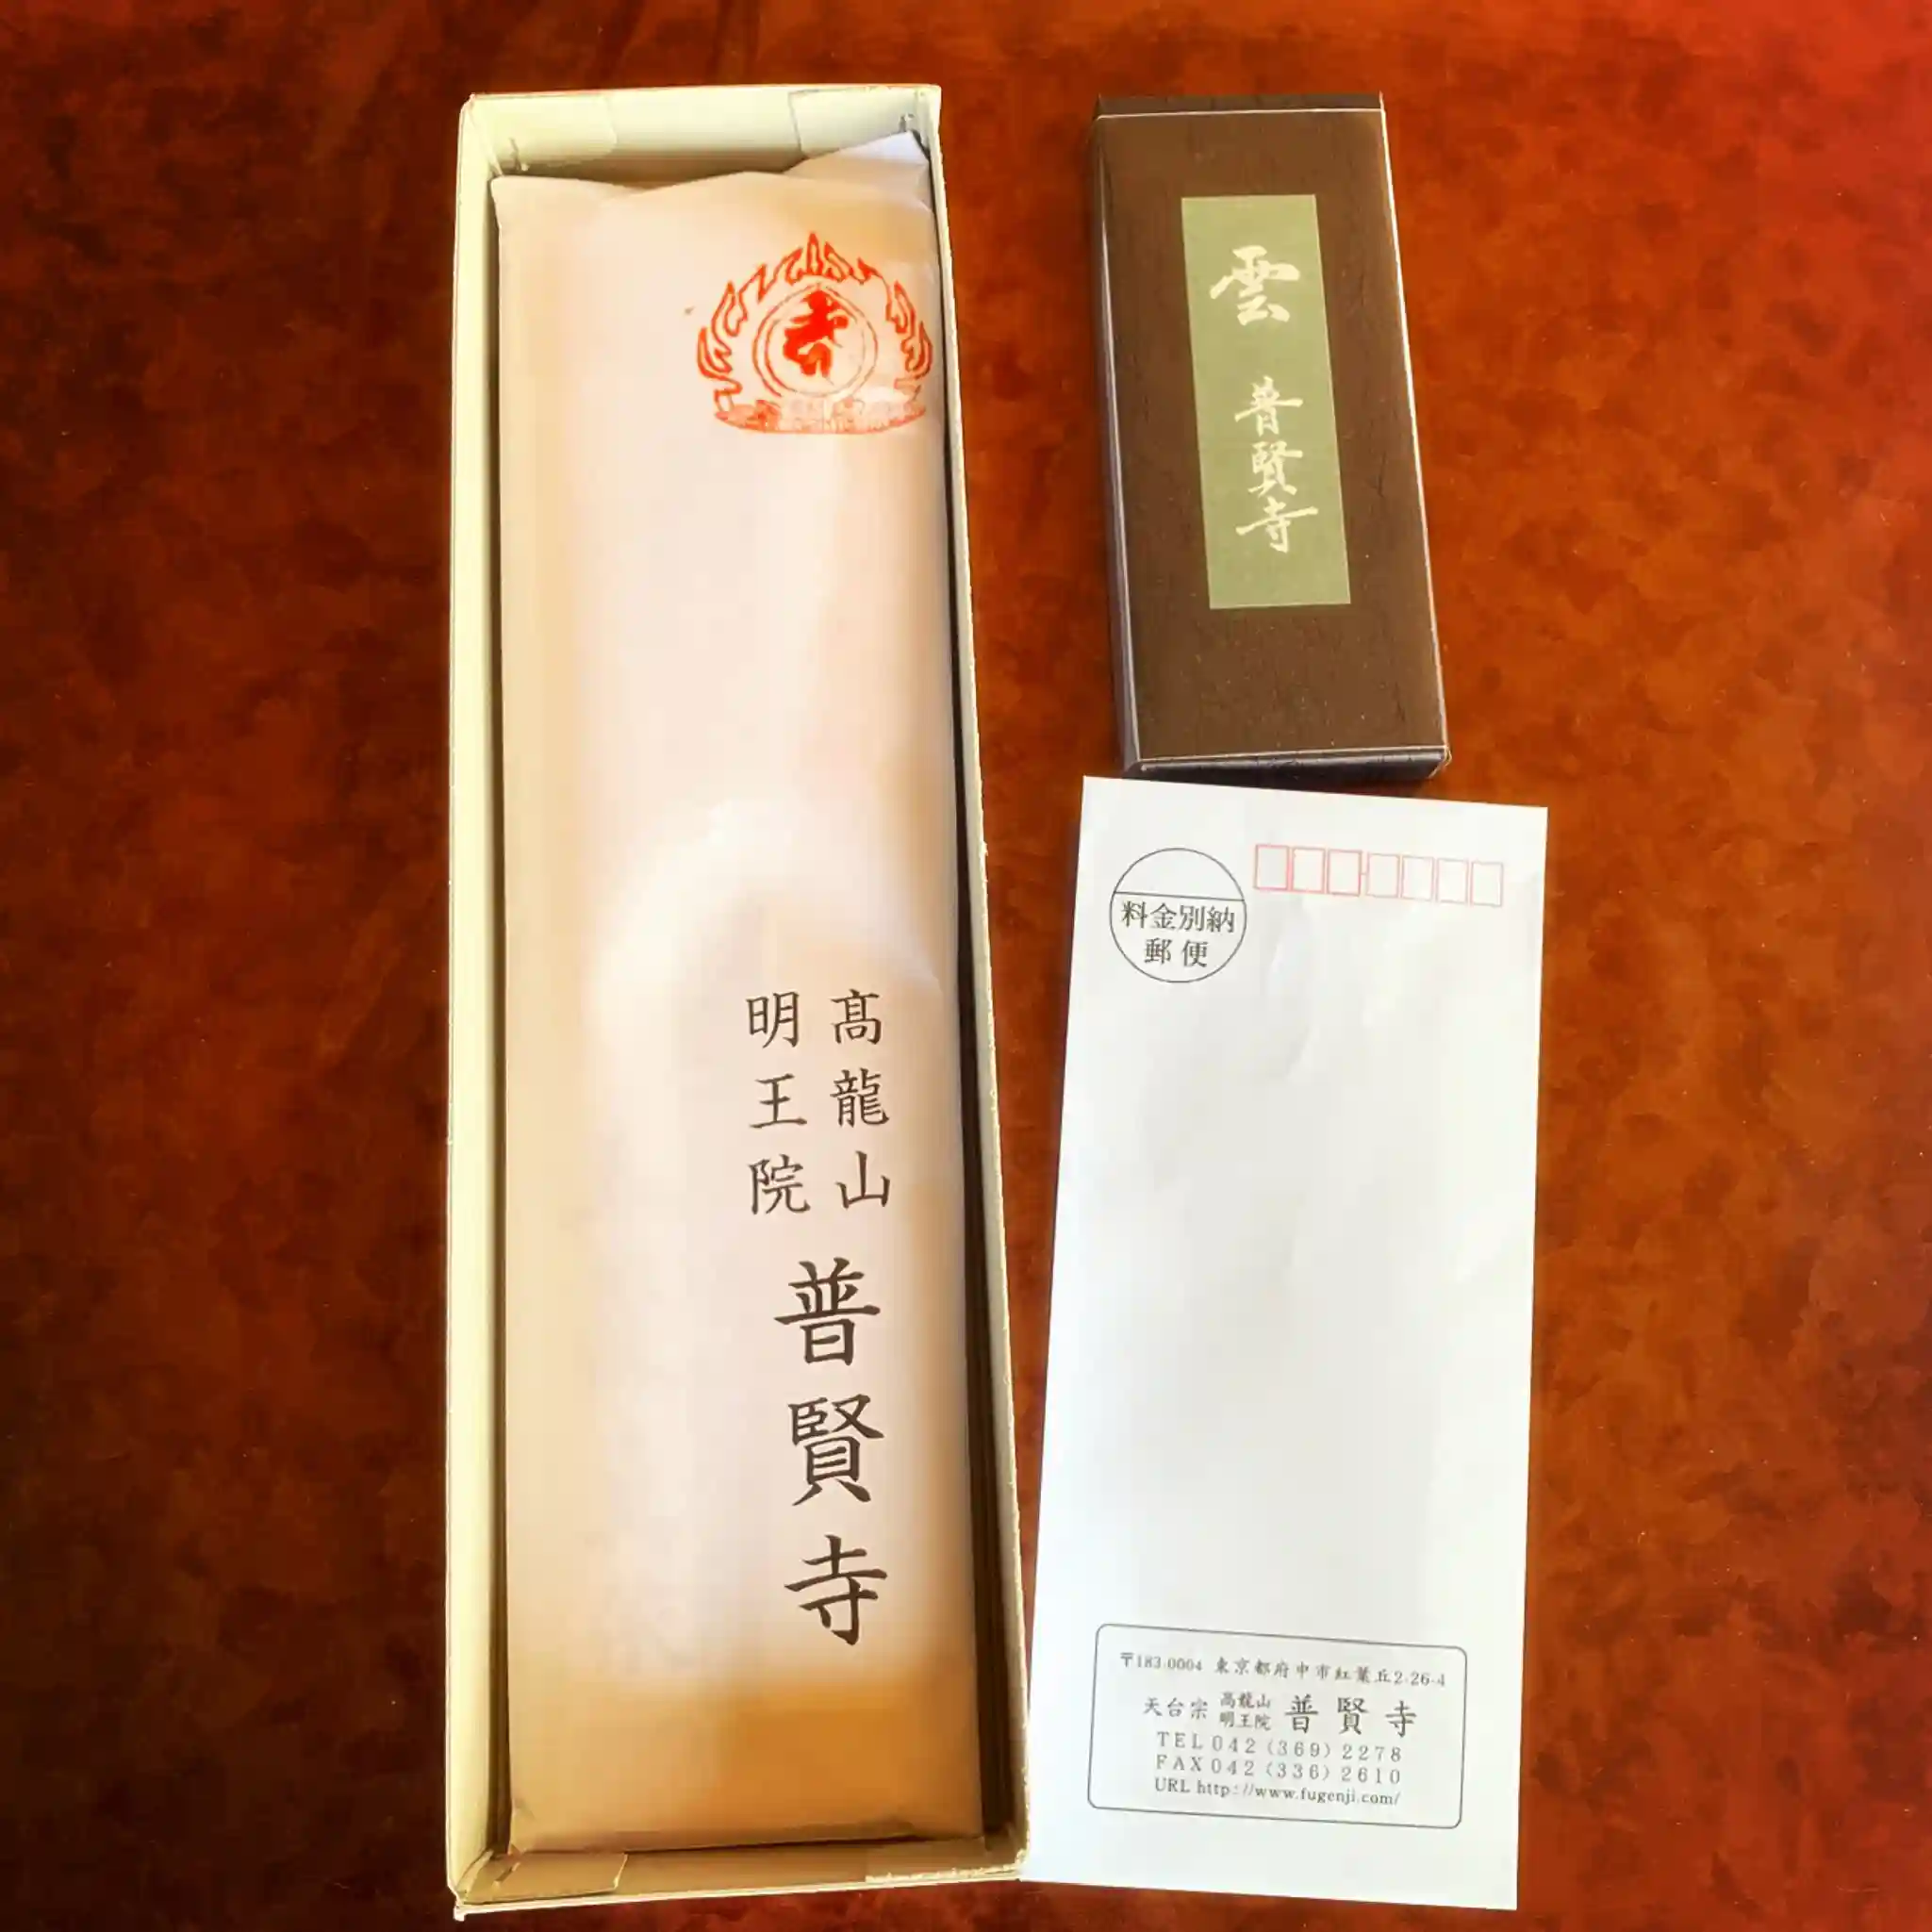 髙龍山
明王院
普賢寺
雲 普賢寺
料金別納
郵便
〒183-0004 東京都府中市紅葉丘2-26-4
天台宗 髙龍山 明王院 普賢寺
TEL 042（369）2278
FAX 042（336）2610
URL http://www.fugenji.com/